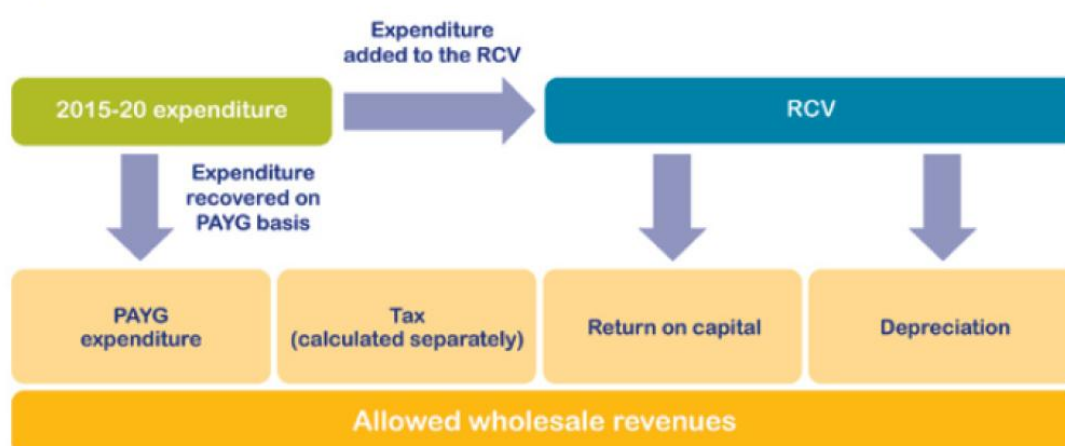 Expenditure
added to the RCV
2015-20 expenditure
RCV
Expenditure
recovered on
PAYG basis
PAYG
expenditure
Tax
(calculated separately)
Return on capital
Depreciation
Allowed wholesale revenues